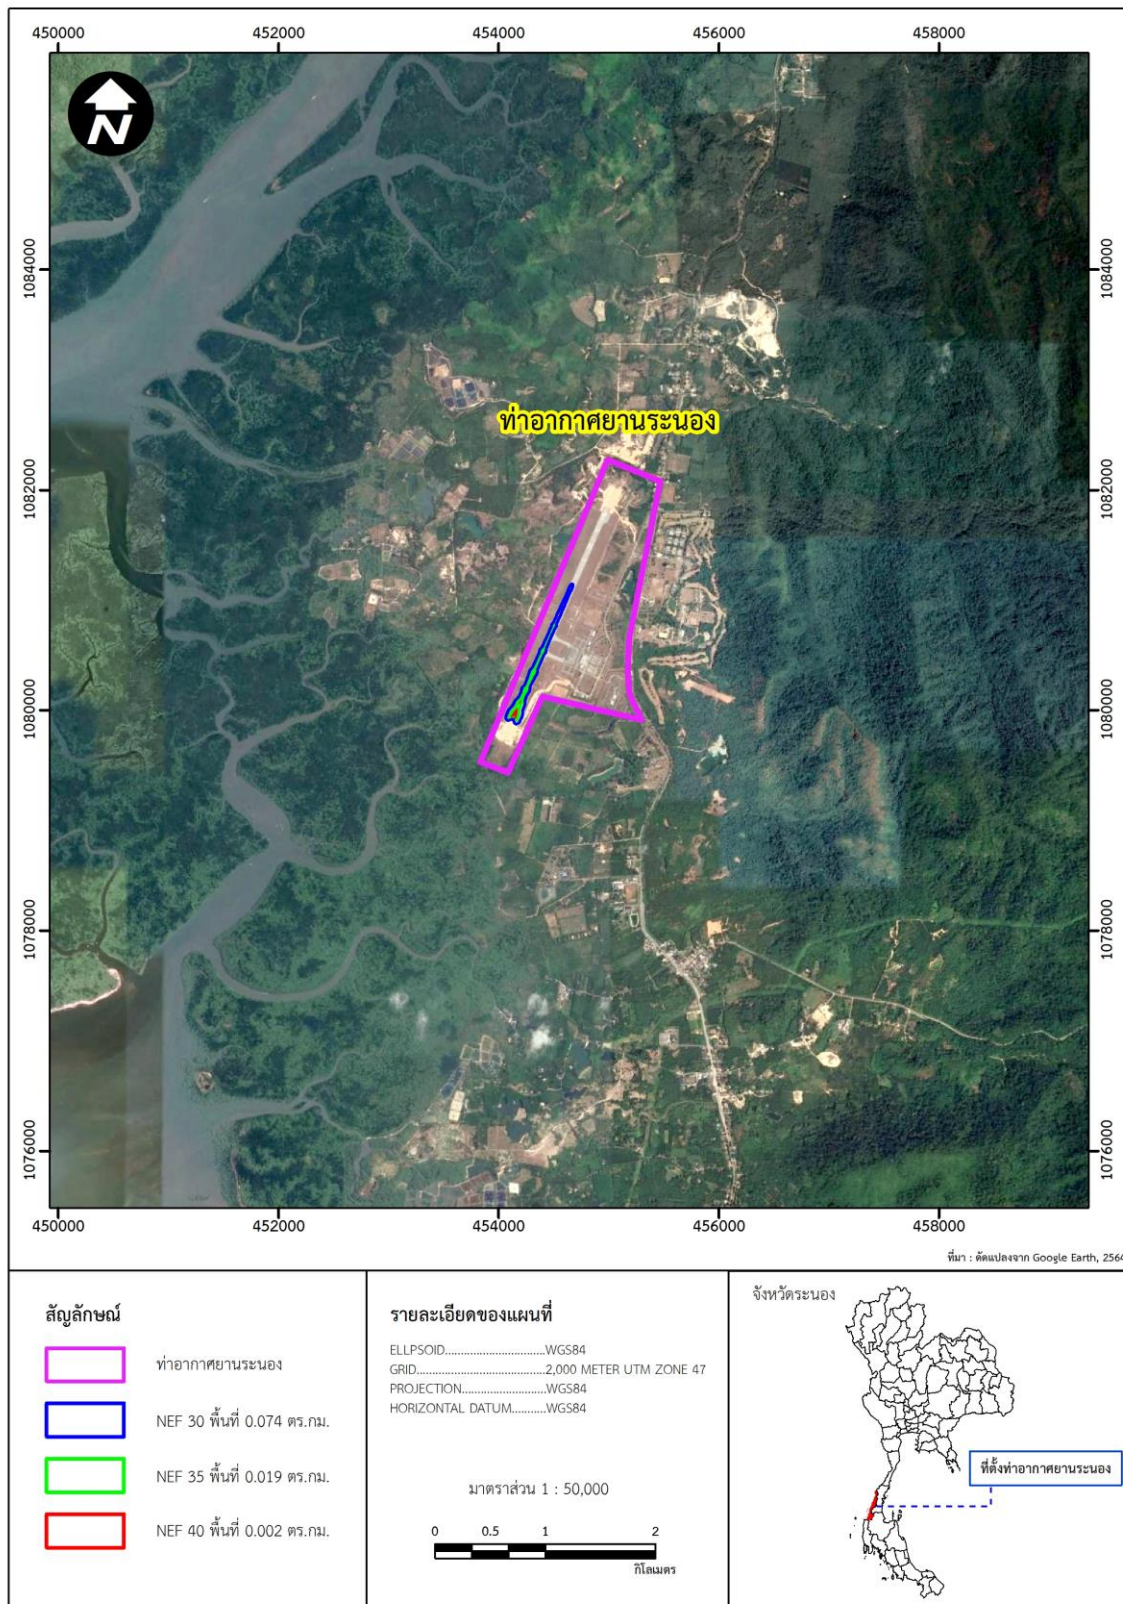 450000 452000 454000 456000 458000
N
1084000 1084000
ท่าอากาศยานระนอง
1082000 1082000
1080000 1080000
1078000 1078000
1076000 1076000
450000 452000 454000 456000 458000
ที่มา : ดัดแปลงจาก Google Earth, 2564
สัญลักษณ์
ท่าอากาศยานระนอง
NEF 30 พื้นที่ 0.074 ตร.กม.
NEF 35 พื้นที่ 0.019 ตร.กม.
NEF 40 พื้นที่ 0.002 ตร.กม.
รายละเอียดของแผนที่
ELLPSOID..............................WGS84
GRID.......................................2,000 METER UTM ZONE 47
PROJECTION.........................WGS84
HORIZONTAL DATUM..........WGS84
มาตราส่วน 1 : 50,000
0 0.5 1 2
กิโลเมตร
จังหวัดระนอง
ที่ตั้งท่าอากาศยานระนอง